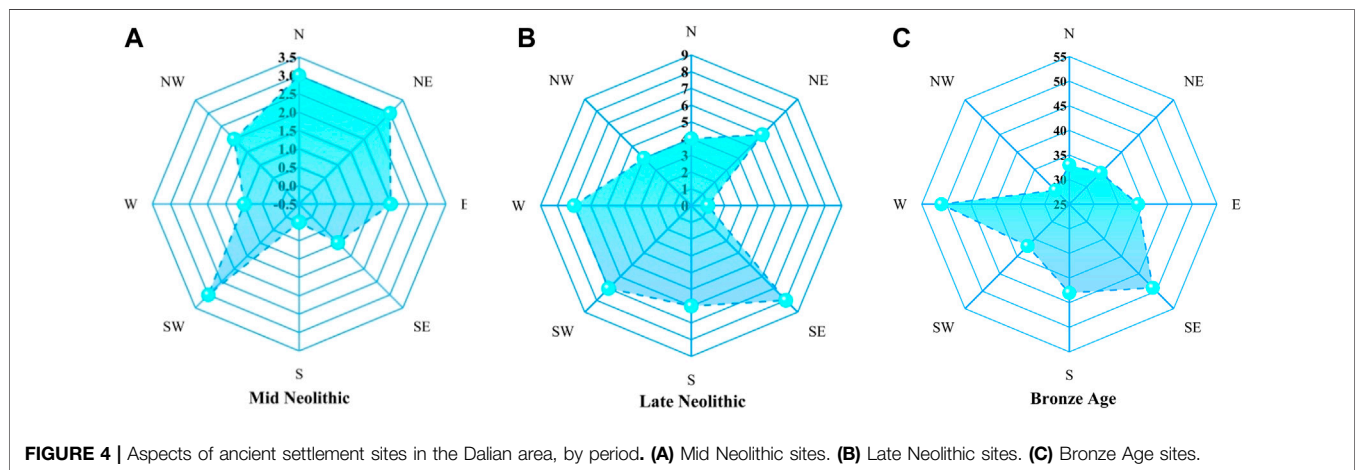 A
N
NW
NE
3.5
3.0
2.5
2.0
1.5
1.0
0.5
0.0
-0.5
W
E
SW
SE
S
Mid Neolithic
B
N
NW
NE
9
8
7
6
5
4
3
2
1
0
W
SW
SE
S
Late Neolithic
C
N
NW
NE
55
50
45
40
35
30
25
W
E
SW
SE
S
Bronze Age
FIGURE 4 | Aspects of ancient settlement sites in the Dalian area, by period. (A) Mid Neolithic sites. (B) Late Neolithic sites. (C) Bronze Age sites.